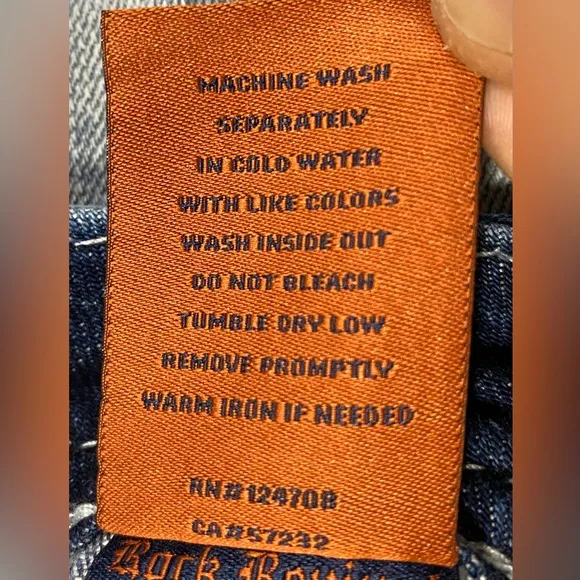 MACHINE WASH
SEPARATELY
IN COLD WATER
WITH LIKE COLORS
WASH INSIDE OUT
DO NOT BLEACH
TUMBLE DRY LOW
REMOVE PROMPTLY
WARM IRON IF NEEDED
RN#124708
CA#57232
Rock